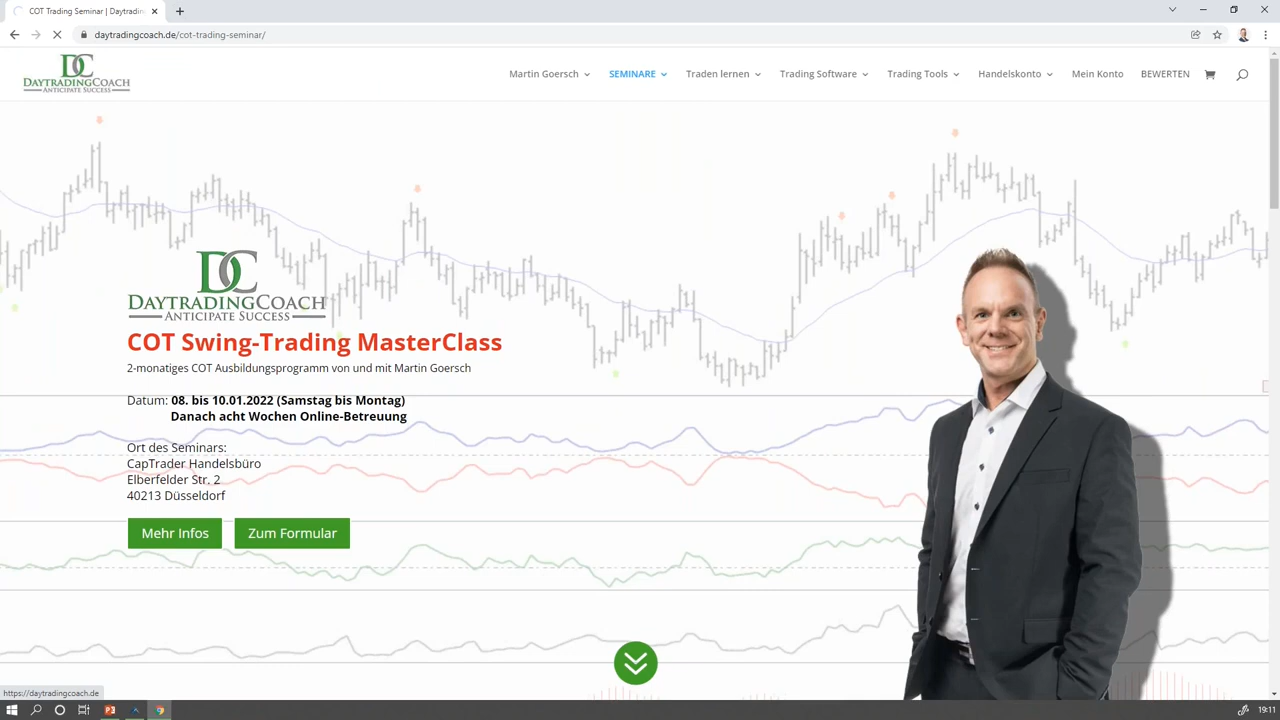 COT Trading Seminar | Daytradin
daytradingcoach.de/cot-trading-seminar/
DC
DAYTRADINGCOACH
ANTICIPATE SUCCESS
Martin Goersch
SEMINARE
Traden lernen
Trading Software
Trading Tools
Handelskonto
Mein Konto
BEWERTEN
DC
DAYTRADINGCOACH
ANTICIPATE SUCCESS
COT Swing-Trading MasterClass
2-monatiges COT Ausbildungsprogramm von und mit Martin Goersch
Datum: 08. bis 10.01.2022 (Samstag bis Montag)
Danach acht Wochen Online-Betreuung
Ort des Seminars:
CapTrader Handelsbüro
Elberfelder Str. 2
40213 Düsseldorf
Mehr Infos
Zum Formular
https://daytradingcoach.de
19:11